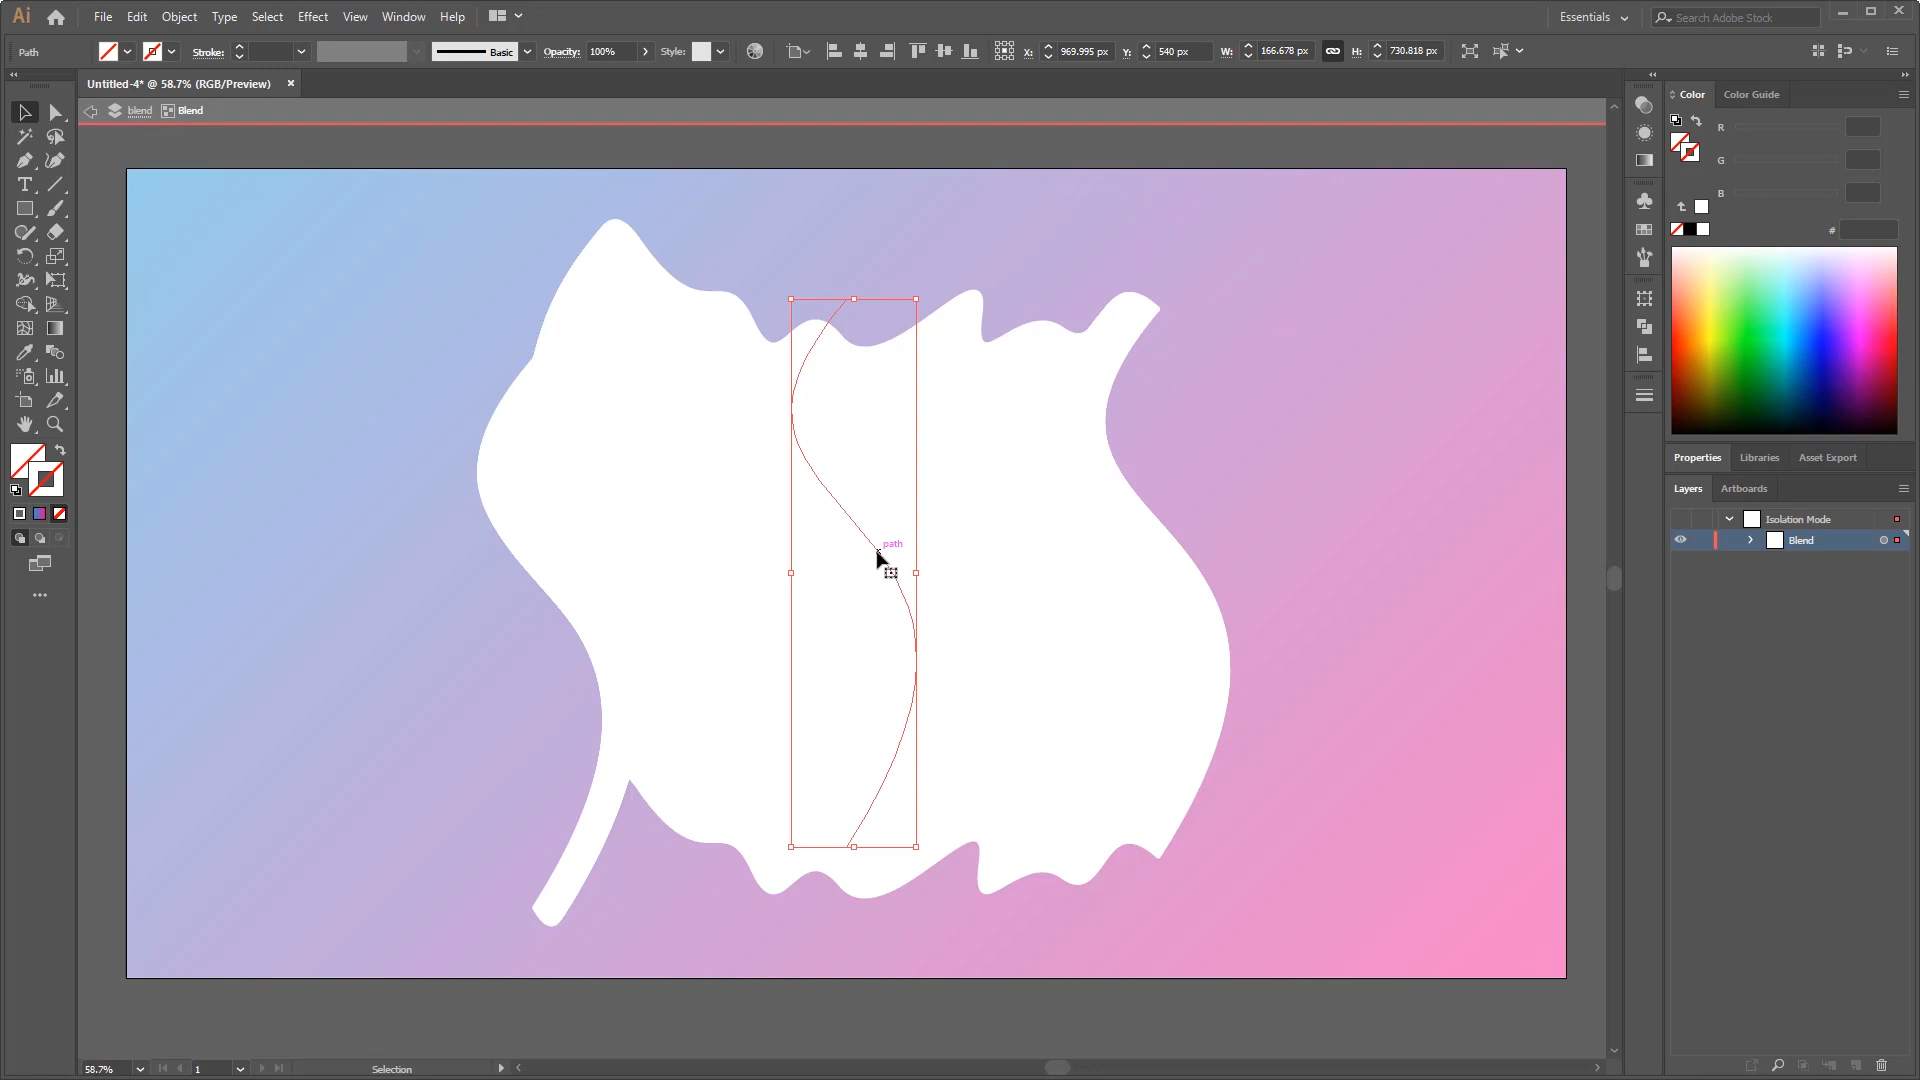 Ai File Edit Object Type Select Effect View Window Help Essentials Search Adobe Stock
Path Stroke: Basic Opacity: 100% Style: X: 969.995 px Y: 540 px W: 166.678 px H: 730.818 px
Untitled-4* @ 58.7% (RGB/Preview)
blend Blend
Color Color Guide
R
G
B
#
Properties Libraries Asset Export
Layers Artboards
Isolation Mode
Blend
path
58.7% 1 Selection